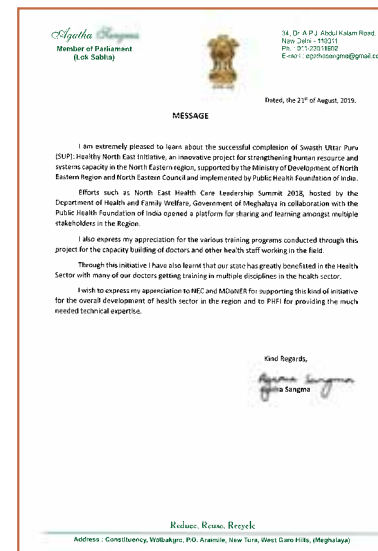 Agatha Sangma
Member of Parliament
(Lok Sabha)
34, Dr. A.P.J. Abdul Kalam Road,
New Delhi - 110011
Ph. : 011-23011602
E-mail : agathasangma@gmail.co
Dated, the 21st of August, 2019.
MESSAGE
I am extremely pleased to learn about the successful completion of Swasth Uttar Purv
(SUP): Healthy North East Initiative, an innovative project for strengthening human resource and
systems capacity in the North Eastern region, supported by the Ministry of Development of North
Eastern Region and North Eastern Council and implemented by Public Health Foundation of India.
Efforts such as North East Health Care Leadership Summit 2018, hosted by the
Department of Health and Family Welfare, Government of Meghalaya in collaboration with the
Public Health Foundation of India opened a platform for sharing and learning amongst multiple
stakeholders in the Region.
I also express my appreciation for the various training programs conducted through this
project for the capacity building of doctors and other health staff working in the field.
Through this initiative I have also learnt that our state has greatly benefitted in the Health
Sector with many of our doctors getting training in multiple disciplines in the health sector.
I wish to express my appreciation to NEC and MDoNER for supporting this kind of initiative
for the overall development of health sector in the region and to PHFI for providing the much
needed technical expertise.
Kind Regards,
Agatha Sangma
Agatha Sangma
Reduce, Reuse, Recycle
Address : Constituency, Walbakgre, P.O. Araimile, New Tura, West Garo Hills, (Meghalaya)